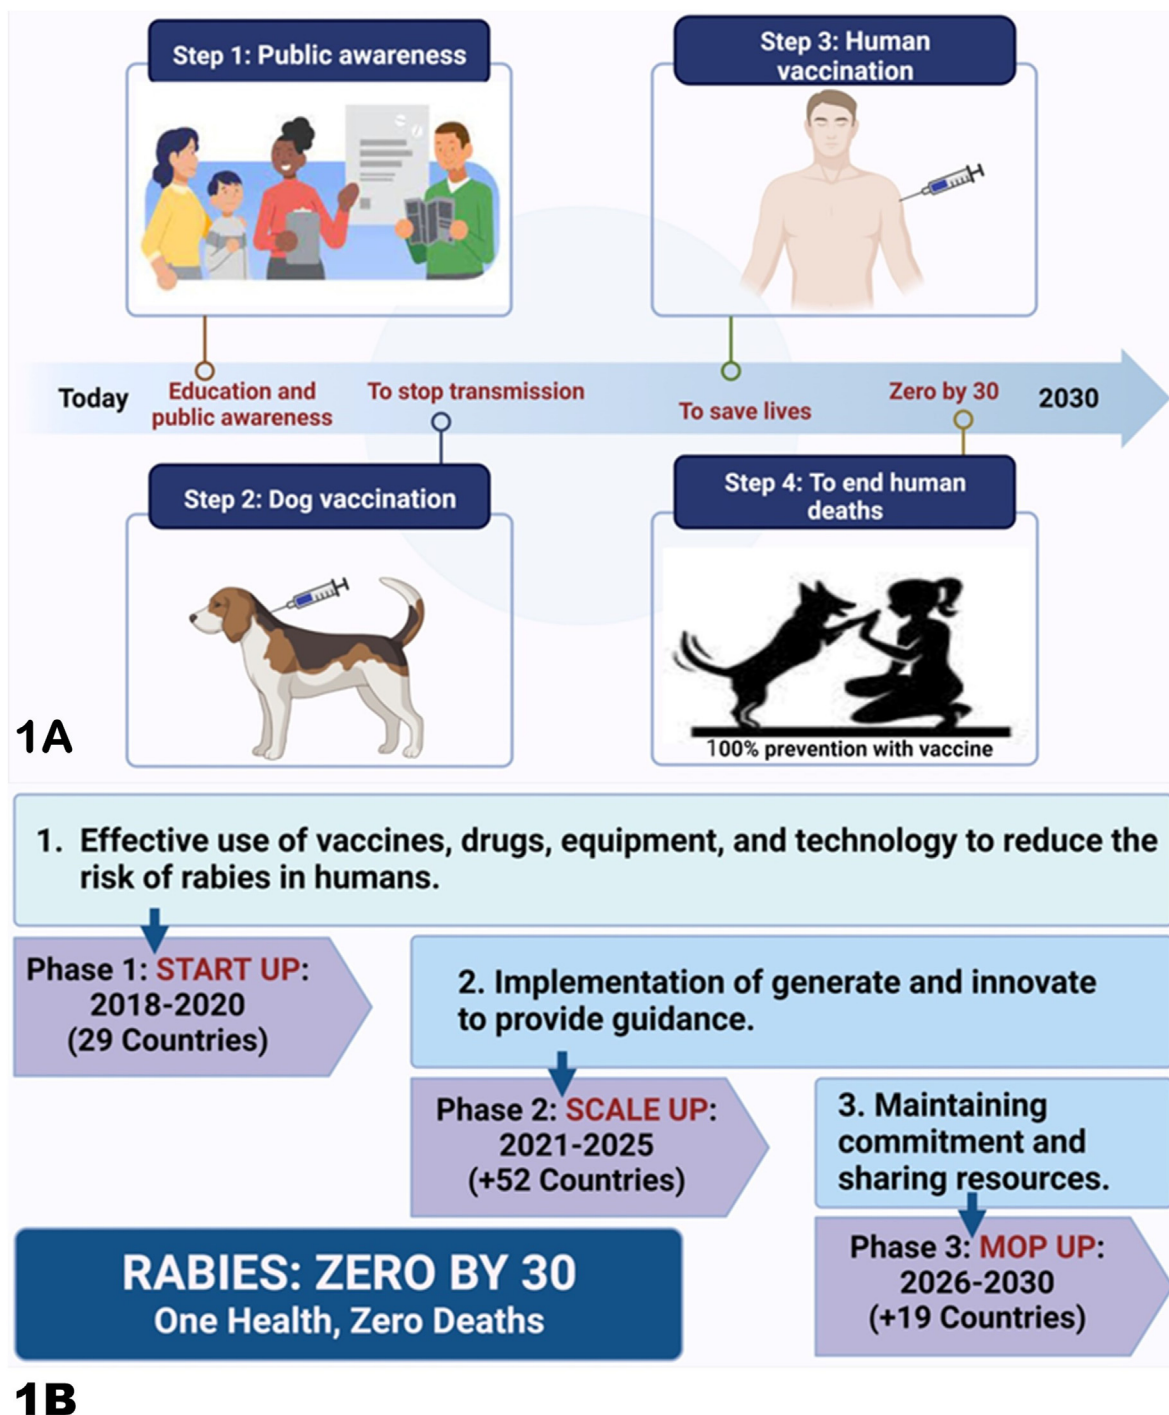 Step 1: Public awareness
Step 3: Human
vaccination
Today
Education and
public awareness
To stop transmission
To save lives
Zero by 30
2030
Step 2: Dog vaccination
Step 4: To end human
deaths
100% prevention with vaccine
1A
1. Effective use of vaccines, drugs, equipment, and technology to reduce the
risk of rabies in humans.
Phase 1: START UP:
2018-2020
(29 Countries)
2. Implementation of generate and innovate
to provide guidance.
Phase 2: SCALE UP:
2021-2025
(+52 Countries)
3. Maintaining
commitment and
sharing resources.
Phase 3: MOP UP:
2026-2030
(+19 Countries)
RABIES: ZERO BY 30
One Health, Zero Deaths
1B